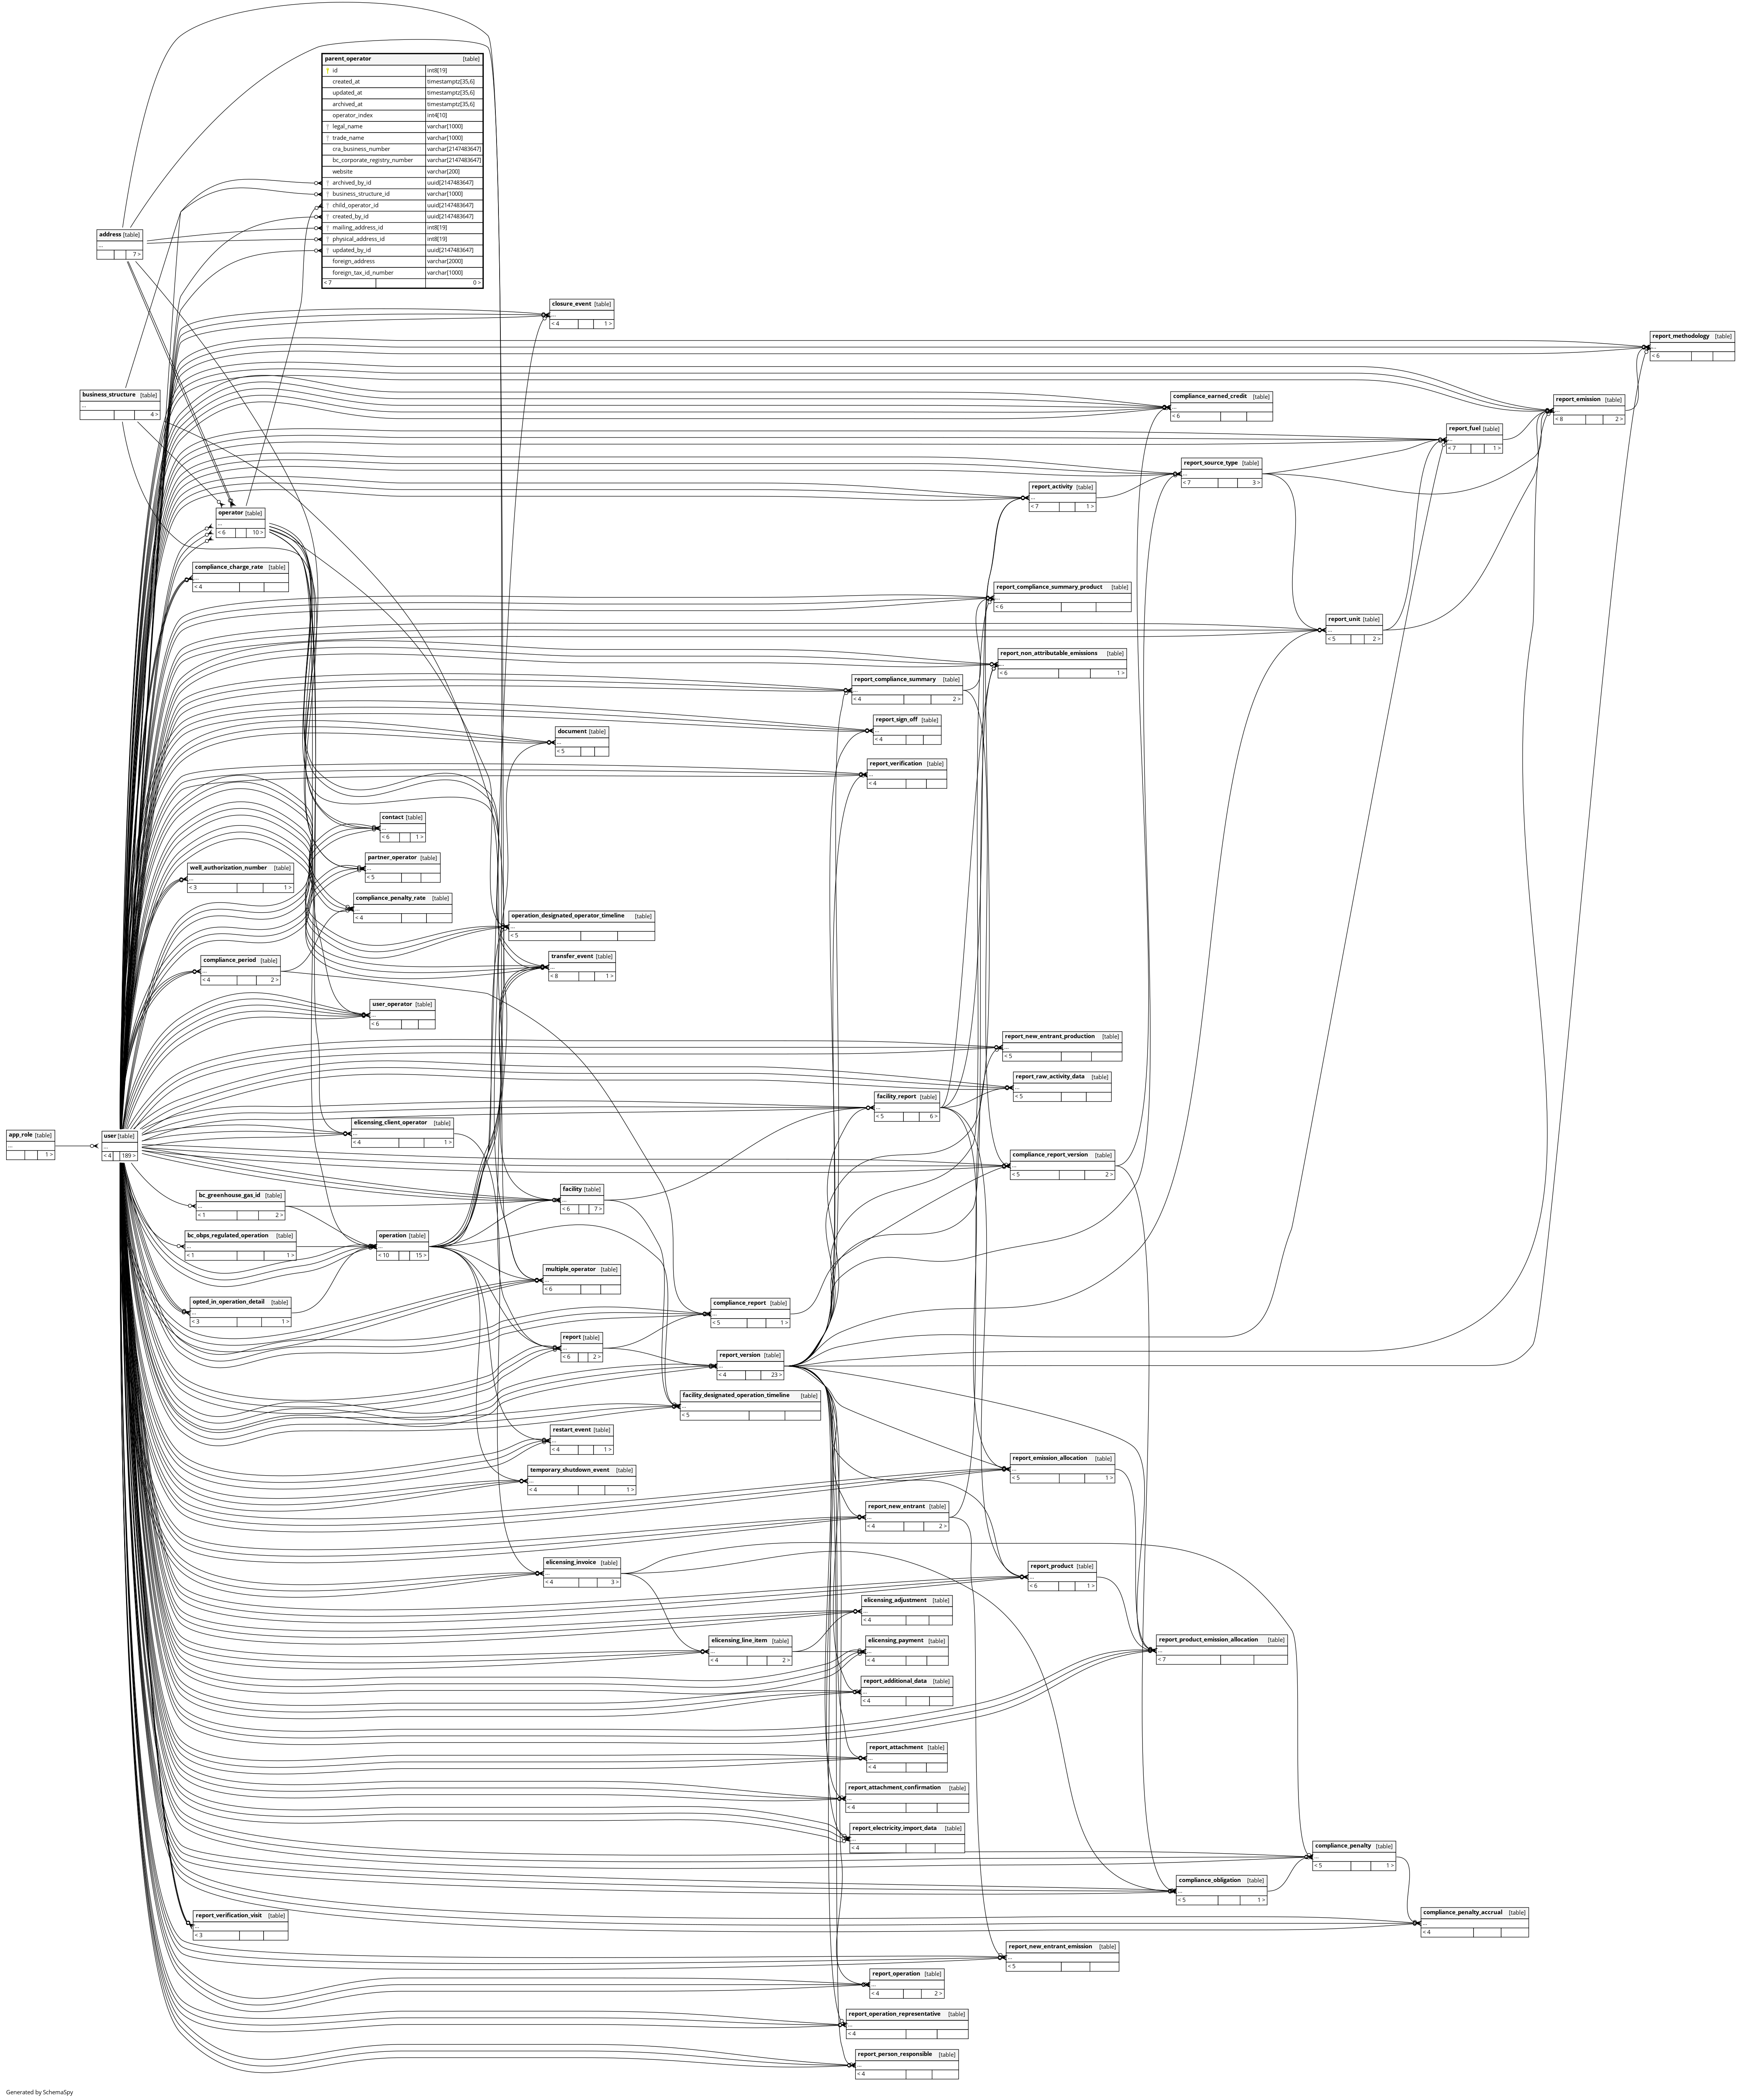 parent_operator [table]
id int8[19]
created_at timestamptz[35,6]
updated_at timestamptz[35,6]
archived_at timestamptz[35,6]
operator_index int4[10]
legal_name varchar[1000]
trade_name varchar[1000]
cra_business_number varchar[2147483647]
bc_corporate_registry_number varchar[2147483647]
website varchar[200]
archived_by_id uuid[2147483647]
business_structure_id varchar[1000]
child_operator_id uuid[2147483647]
created_by_id uuid[2147483647]
mailing_address_id int8[19]
physical_address_id int8[19]
updated_by_id uuid[2147483647]
foreign_address varchar[2000]
foreign_tax_id_number varchar[1000]
< 7 0 >
address [table]
...
7 >
closure_event [table]
...
< 4 1 >
report_methodology [table]
...
< 6
business_structure [table]
...
4 >
compliance_earned_credit [table]
...
< 6
report_emission [table]
...
< 8 2 >
report_fuel [table]
...
< 7 1 >
report_source_type [table]
...
< 7 3 >
report_activity [table]
...
< 7 1 >
operator [table]
...
< 6 10 >
compliance_charge_rate [table]
...
< 4
report_compliance_summary_product [table]
...
< 6
report_unit [table]
...
< 5 2 >
report_non_attributable_emissions [table]
...
< 6 1 >
report_compliance_summary [table]
...
< 4 2 >
report_sign_off [table]
...
< 4
document [table]
...
< 5
report_verification [table]
...
< 4
contact [table]
...
< 6 1 >
partner_operator [table]
...
< 5
well_authorization_number [table]
...
< 3 1 >
compliance_penalty_rate [table]
...
< 4
operation_designated_operator_timeline [table]
...
< 5
transfer_event [table]
...
< 8 1 >
compliance_period [table]
...
< 4 2 >
user_operator [table]
...
< 6
report_new_entrant_production [table]
...
< 5
report_raw_activity_data [table]
...
< 5
facility_report [table]
...
< 5 6 >
elicensing_client_operator [table]
...
< 4 1 >
app_role [table]
...
1 >
user [table]
...
< 4 189 >
compliance_report_version [table]
...
< 5 2 >
facility [table]
...
< 6 7 >
bc_greenhouse_gas_id [table]
...
< 1 2 >
bc_obps_regulated_operation [table]
...
< 1 1 >
operation [table]
...
< 10 15 >
multiple_operator [table]
...
< 6
opted_in_operation_detail [table]
...
< 3 1 >
compliance_report [table]
...
< 5 1 >
report [table]
...
< 6 2 >
report_version [table]
...
< 4 23 >
facility_designated_operation_timeline [table]
...
< 5
restart_event [table]
...
< 4 1 >
report_emission_allocation [table]
...
< 5 1 >
temporary_shutdown_event [table]
...
< 4 1 >
report_new_entrant [table]
...
< 4 2 >
elicensing_invoice [table]
...
< 4 3 >
report_product [table]
...
< 6 1 >
elicensing_adjustment [table]
...
< 4
elicensing_line_item [table]
...
< 4 2 >
elicensing_payment [table]
...
< 4
report_product_emission_allocation [table]
...
< 7
report_additional_data [table]
...
< 4
report_attachment [table]
...
< 4
report_attachment_confirmation [table]
...
< 4
report_electricity_import_data [table]
...
< 4
compliance_penalty [table]
...
< 5 1 >
compliance_obligation [table]
...
< 5 1 >
compliance_penalty_accrual [table]
...
< 4
report_verification_visit [table]
...
< 3
report_new_entrant_emission [table]
...
< 5
report_operation [table]
...
< 4 2 >
report_operation_representative [table]
...
< 4
report_person_responsible [table]
...
< 4
Generated by SchemaSpy